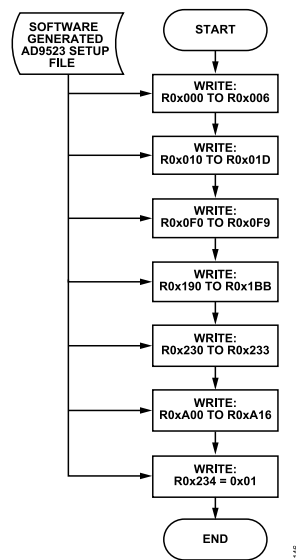 SOFTWARE
GENERATED
AD9523 SETUP
FILE
START
WRITE:
R0x000 TO R0x006
WRITE:
R0x010 TO R0x01D
WRITE:
R0x0F0 TO R0x0F9
WRITE:
R0x190 TO R0x1BB
WRITE:
R0x230 TO R0x233
WRITE:
R0xA00 TO R0xA16
WRITE:
R0x234 = 0x01
END